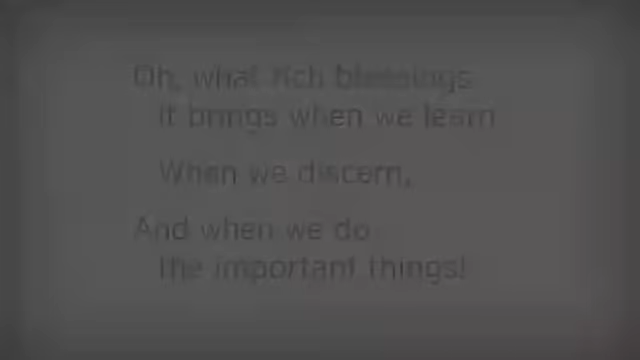 Oh, what rich blessings
it brings when we learn
When we discern,
And when we do
the important things!